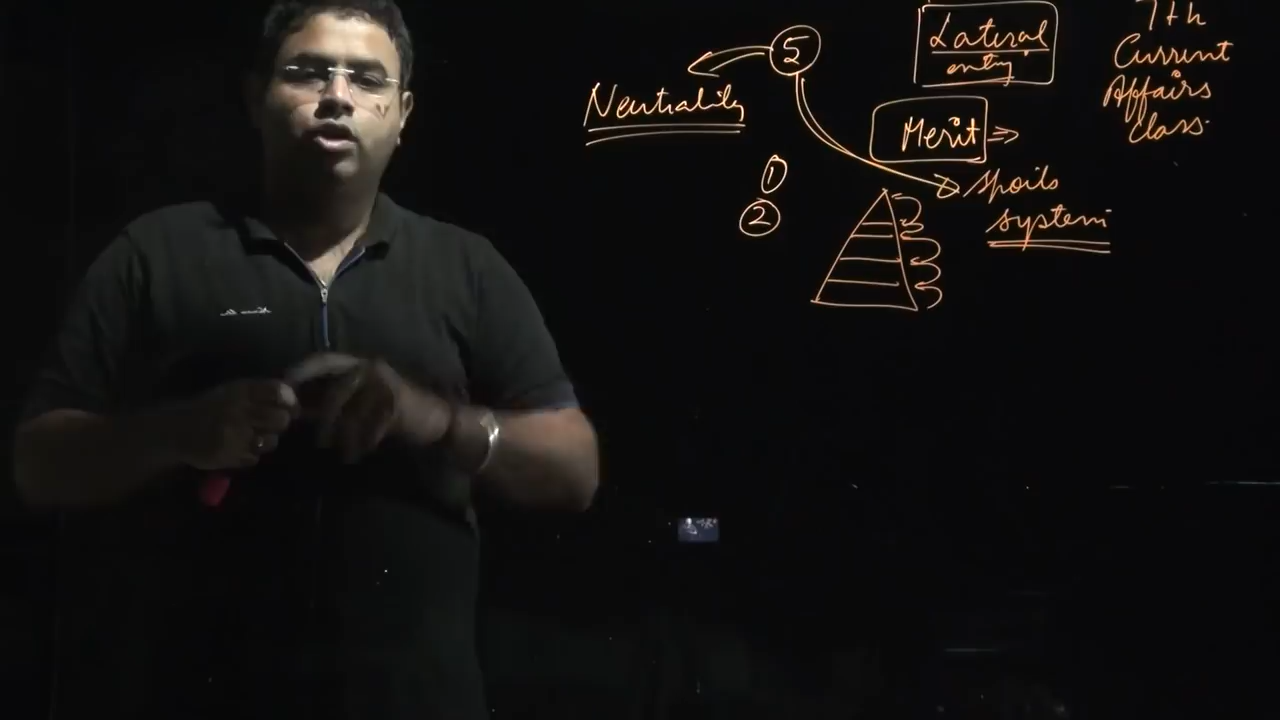 5
Neutrality
Lateral
entry
Merit
1
2
spoils
system
7th
Current
Affairs
Class